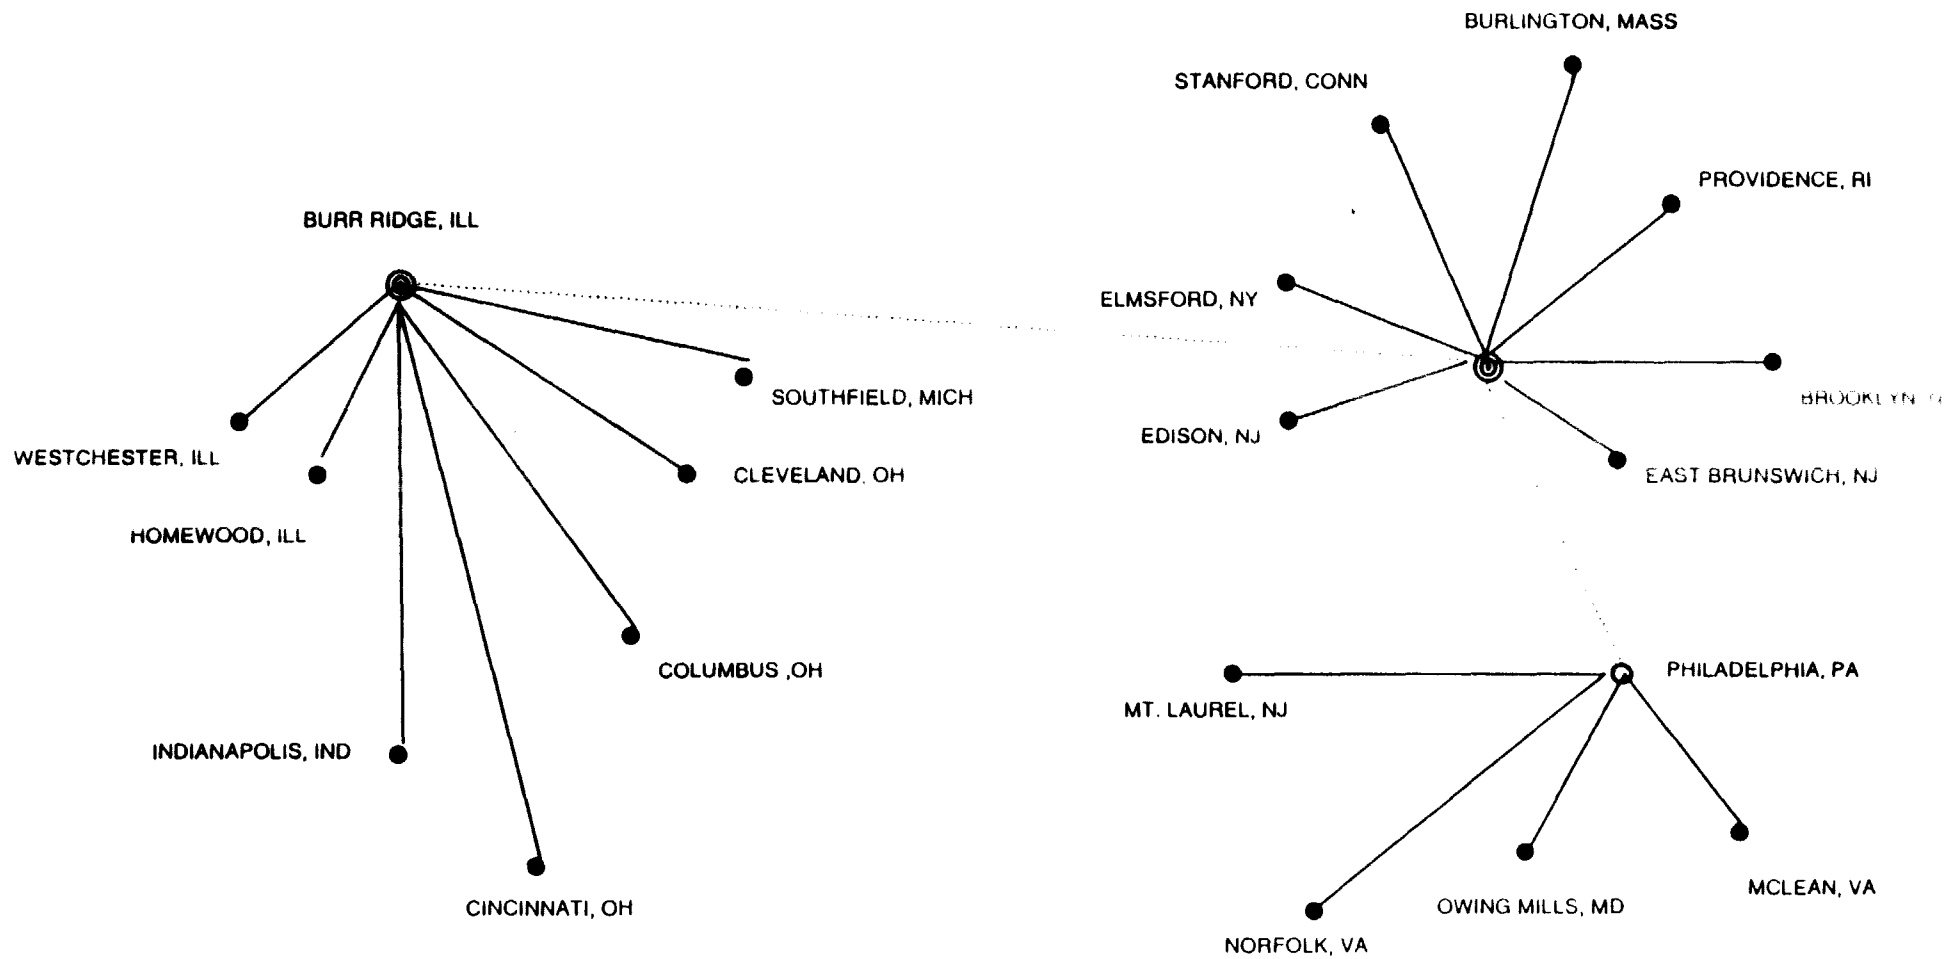 BURLINGTON, MASS
STANFORD, CONN
PROVIDENCE, RI
BURR RIDGE, ILL
ELMSFORD, NY
SOUTHFIELD, MICH
BROOKLYN
EDISON, NJ
WESTCHESTER, ILL
CLEVELAND, OH
EAST BRUNSWICH, NJ
HOMEWOOD, ILL
COLUMBUS ,OH
PHILADELPHIA, PA
MT. LAUREL, NJ
INDIANAPOLIS, IND
MCLEAN, VA
CINCINNATI, OH
OWING MILLS, MD
NORFOLK, VA